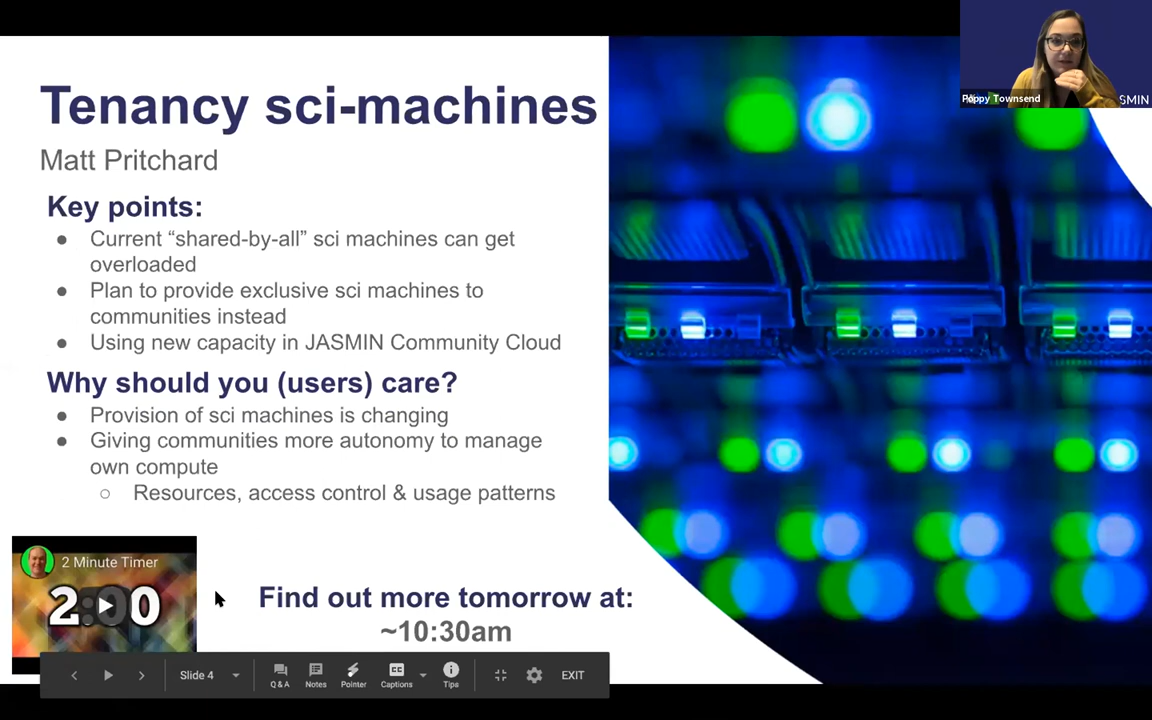 Tenancy sci-machines
Matt Pritchard
Key points:
● Current “shared-by-all” sci machines can get
overloaded
● Plan to provide exclusive sci machines to
communities instead
● Using new capacity in JASMIN Community Cloud
Why should you (users) care?
● Provision of sci machines is changing
● Giving communities more autonomy to manage
own compute
○ Resources, access control & usage patterns
2 Minute Timer
2:00
Find out more tomorrow at:
~10:30am
Slide 4
Q & A
Notes
Pointer
Captions
Tips
EXIT
Poppy Townsend
SMIN